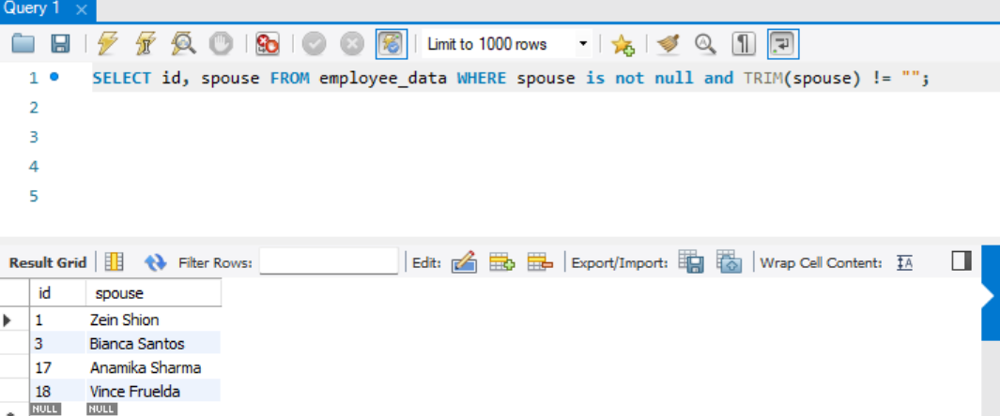 Query 1
Limit to 1000 rows
1 SELECT id, spouse FROM employee_data WHERE spouse is not null and TRIM(spouse) != "";
2
3
4
5
Result Grid Filter Rows: Edit: Export/Import: Wrap Cell Content:
id spouse
1 Zein Shion
3 Bianca Santos
17 Anamika Sharma
18 Vince Fruelda
NULL NULL